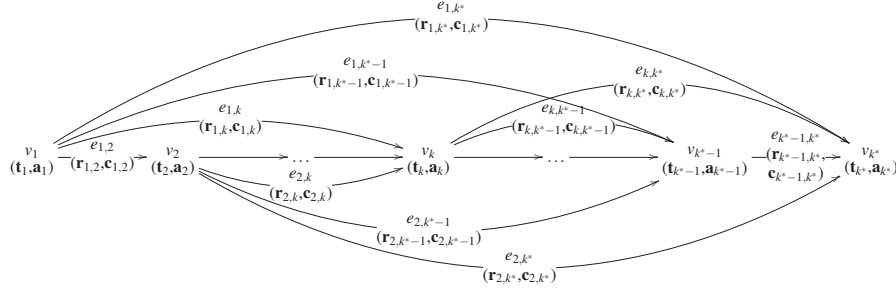 e1,k*
(r1,k*,c1,k*)
e1,k*−1
(r1,k*−1,c1,k*−1)
ek,k*
(rk,k*,ck,k*)
e1,k
(r1,k,c1,k)
ek,k*−1
(rk,k*−1,ck,k*−1)
v1
(t1,a1)
e1,2
(r1,2,c1,2)
v2
(t2,a2)
...
vk
(tk,ak)
...
vk*−1
(tk*−1,ak*−1)
ek*−1,k*
(rk*−1,k*,
ck*−1,k*)
vk*
(tk*,ak*)
e2,k
(r2,k,c2,k)
e2,k*−1
(r2,k*−1,c2,k*−1)
e2,k*
(r2,k*,c2,k*)